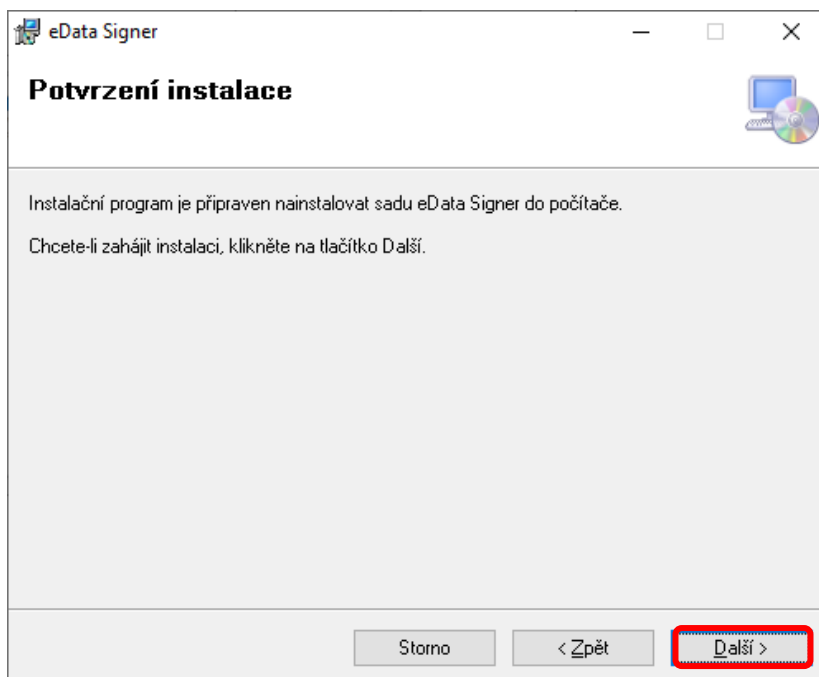 eData Signer
Potvrzení instalace
Instalační program je připraven nainstalovat sadu eData Signer do počítače.
Chcete-li zahájit instalaci, klikněte na tlačítko Další.
Storno
< Zpět
Další >